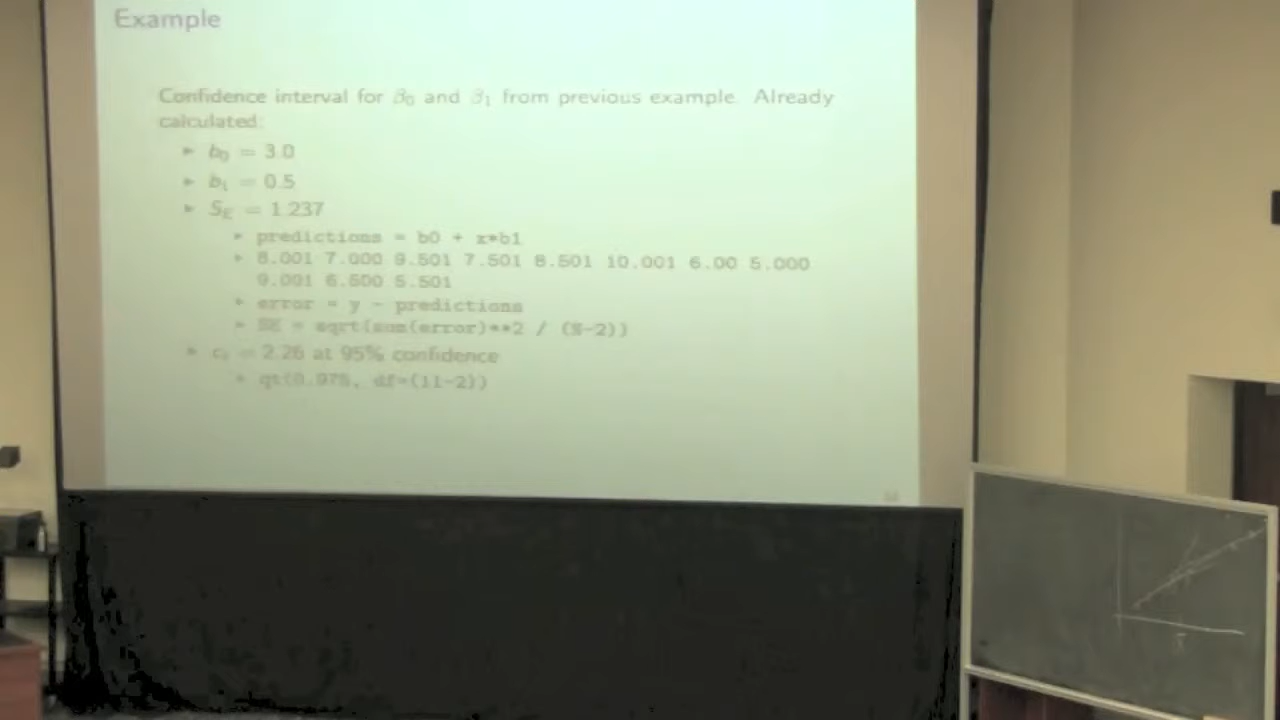 Example
Confidence interval for β₀ and β₁ from previous example. Already
calculated:
► b₀ = 3.0
► b₁ = 0.5
► S_E = 1.237
► predictions = b0 + x*b1
► 8.001 7.000 9.501 7.501 8.501 10.001 6.00 5.000
9.001 6.500 5.501
► error = y - predictions
► SE = sqrt(sum(error)**2 / (N-2))
► cₜ = 2.26 at 95% confidence
► qt(0.975, df=(11-2))